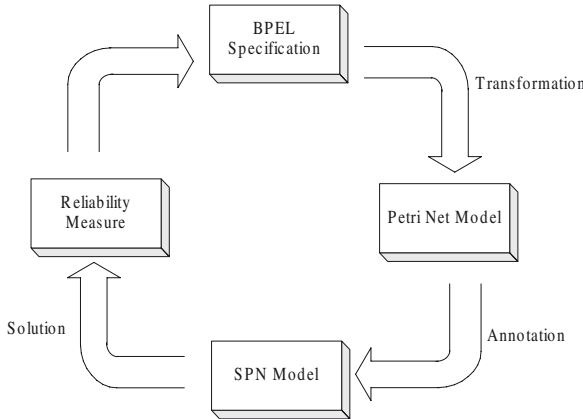 BPEL
Specification
Transformation
Reliability
Measure
Petri Net Model
Solution
Annotation
SPN Model